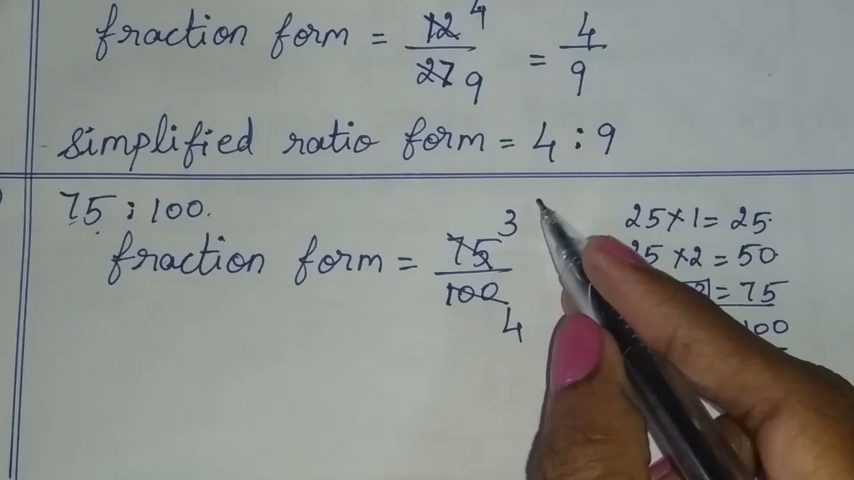 fraction form = 12 4 / 27 9 = 4 / 9
simplified ratio form = 4 : 9
75 : 100.
fraction form = 75 3 / 100 4
25 × 1 = 25
25 × 2 = 50
= 75
100